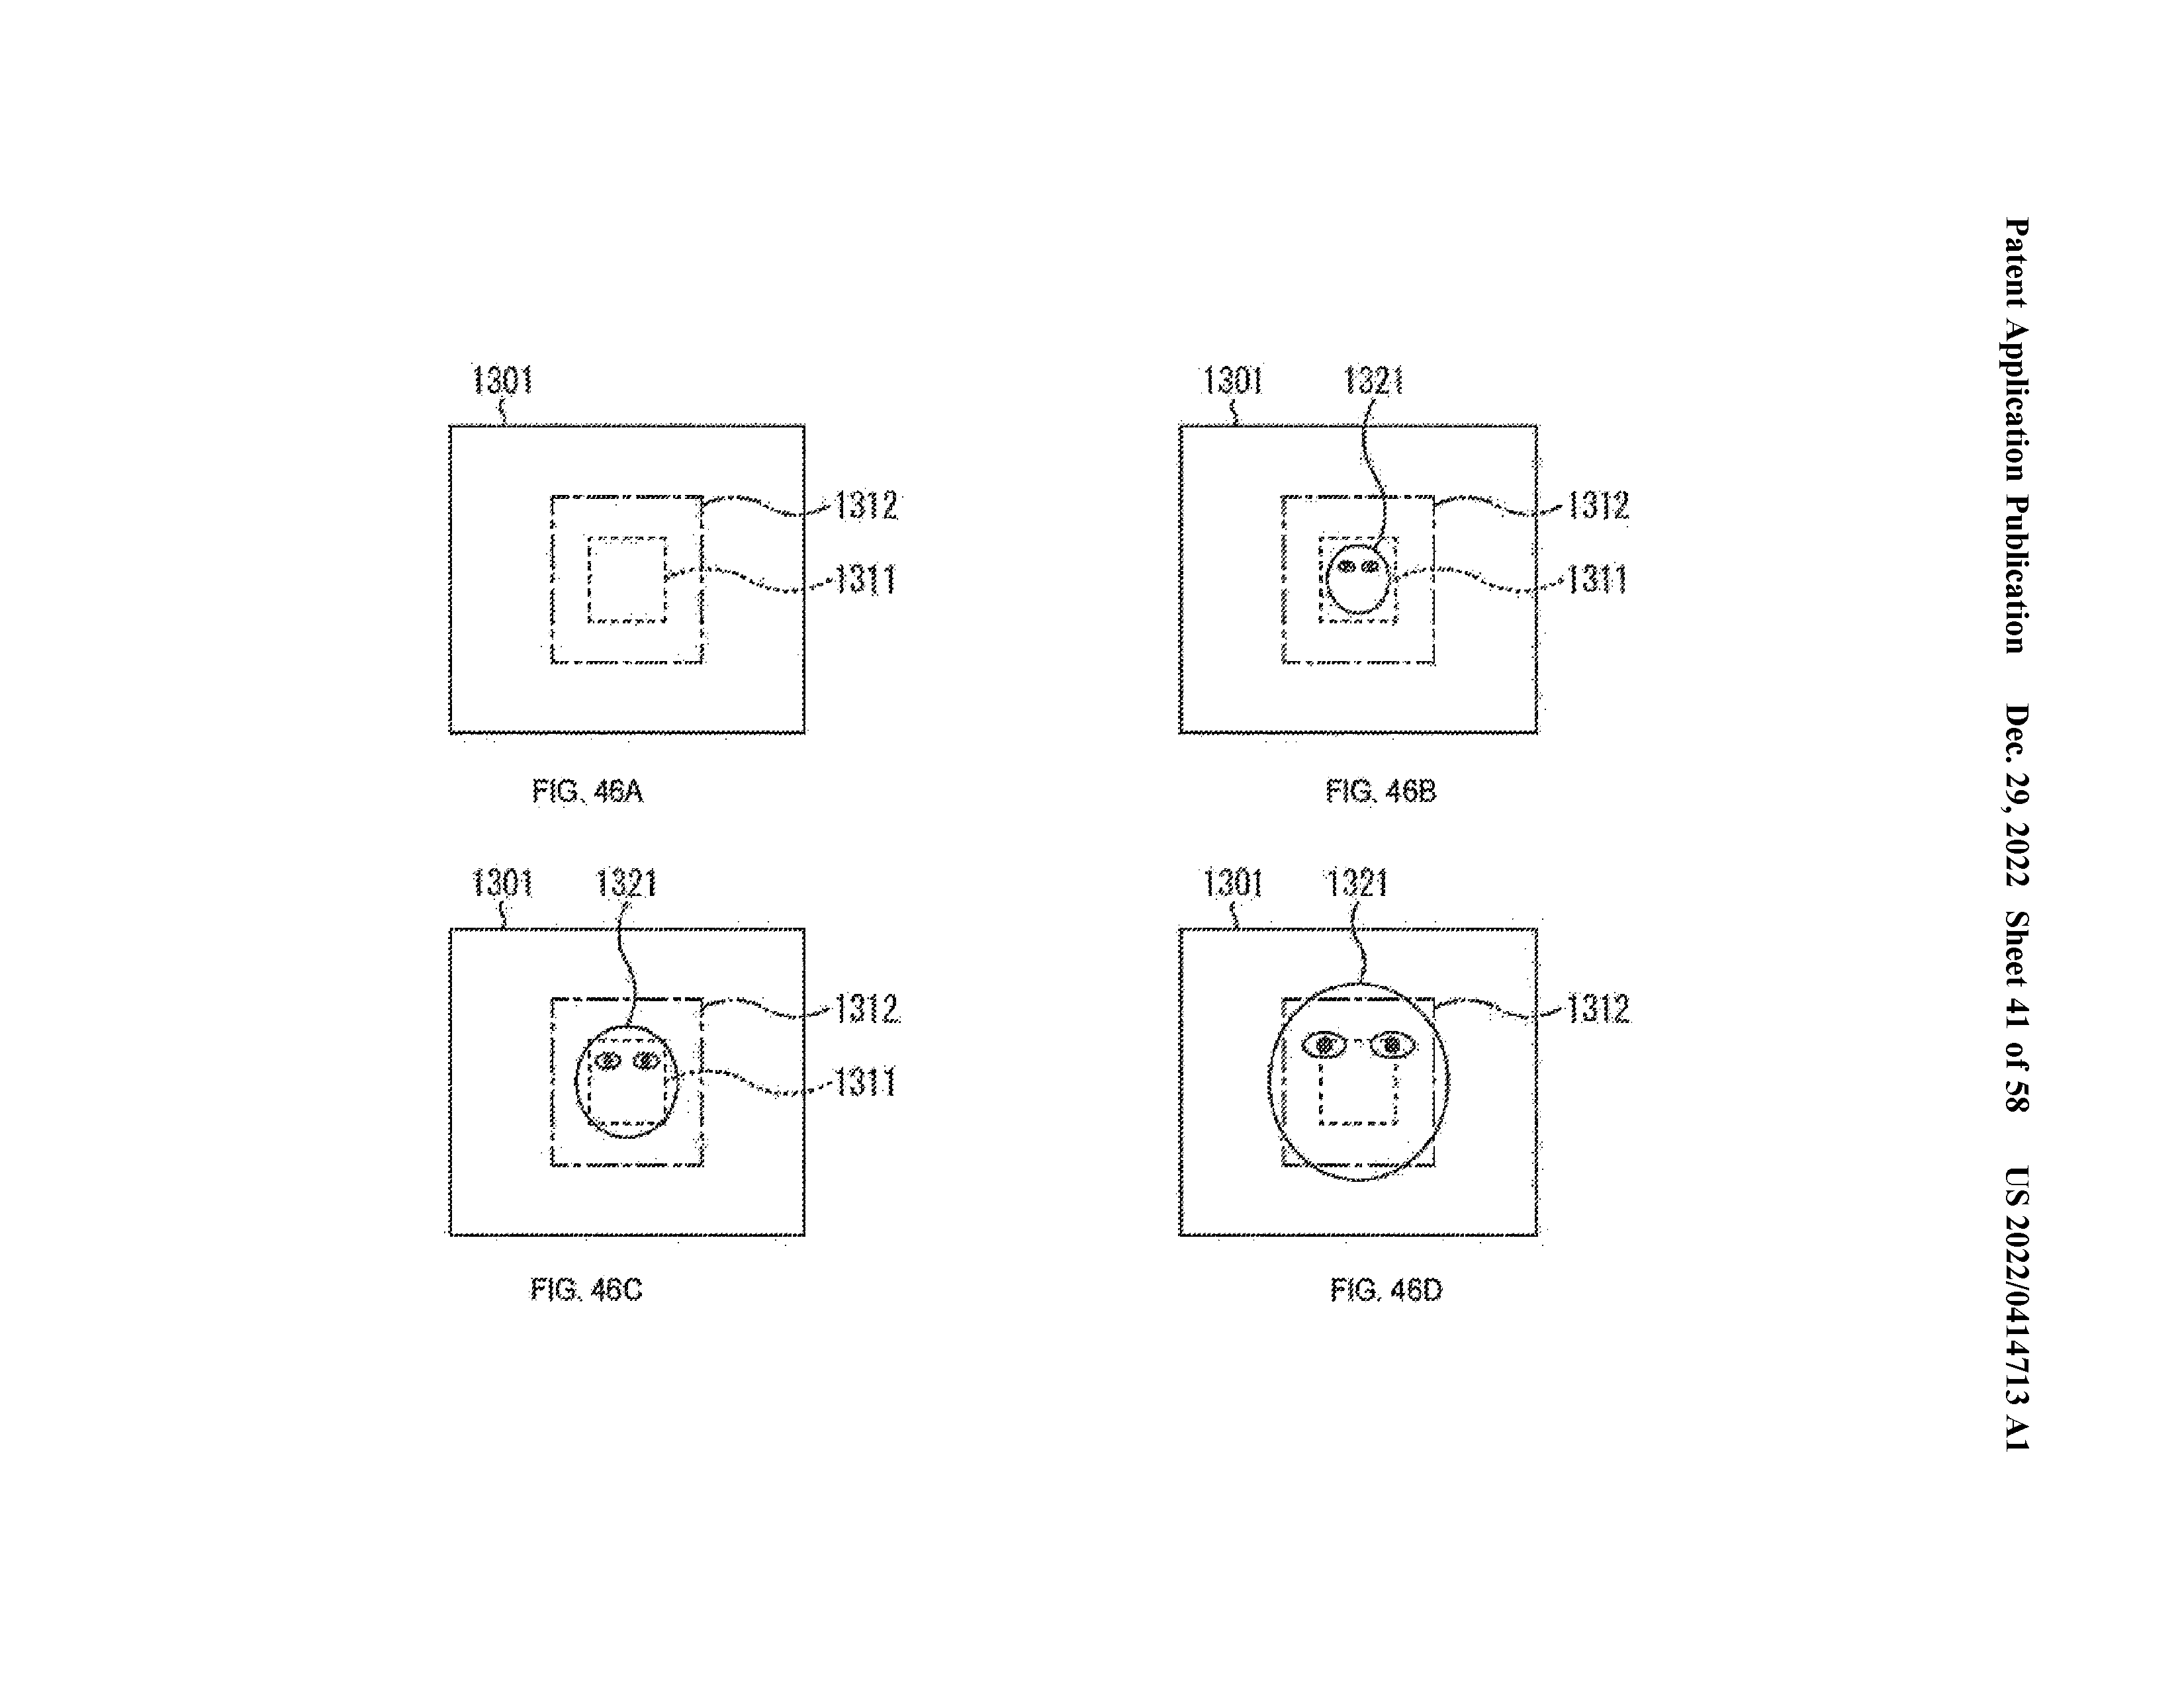 Patent Application Publication Dec. 29, 2022 Sheet 41 of 58 US 2022/0414713 A1
1301
1312
1311
FIG. 46A
1301 1321
1312
1311
FIG. 46B
1301 1321
1312
1311
FIG. 46C
1301 1321
1312
FIG. 46D